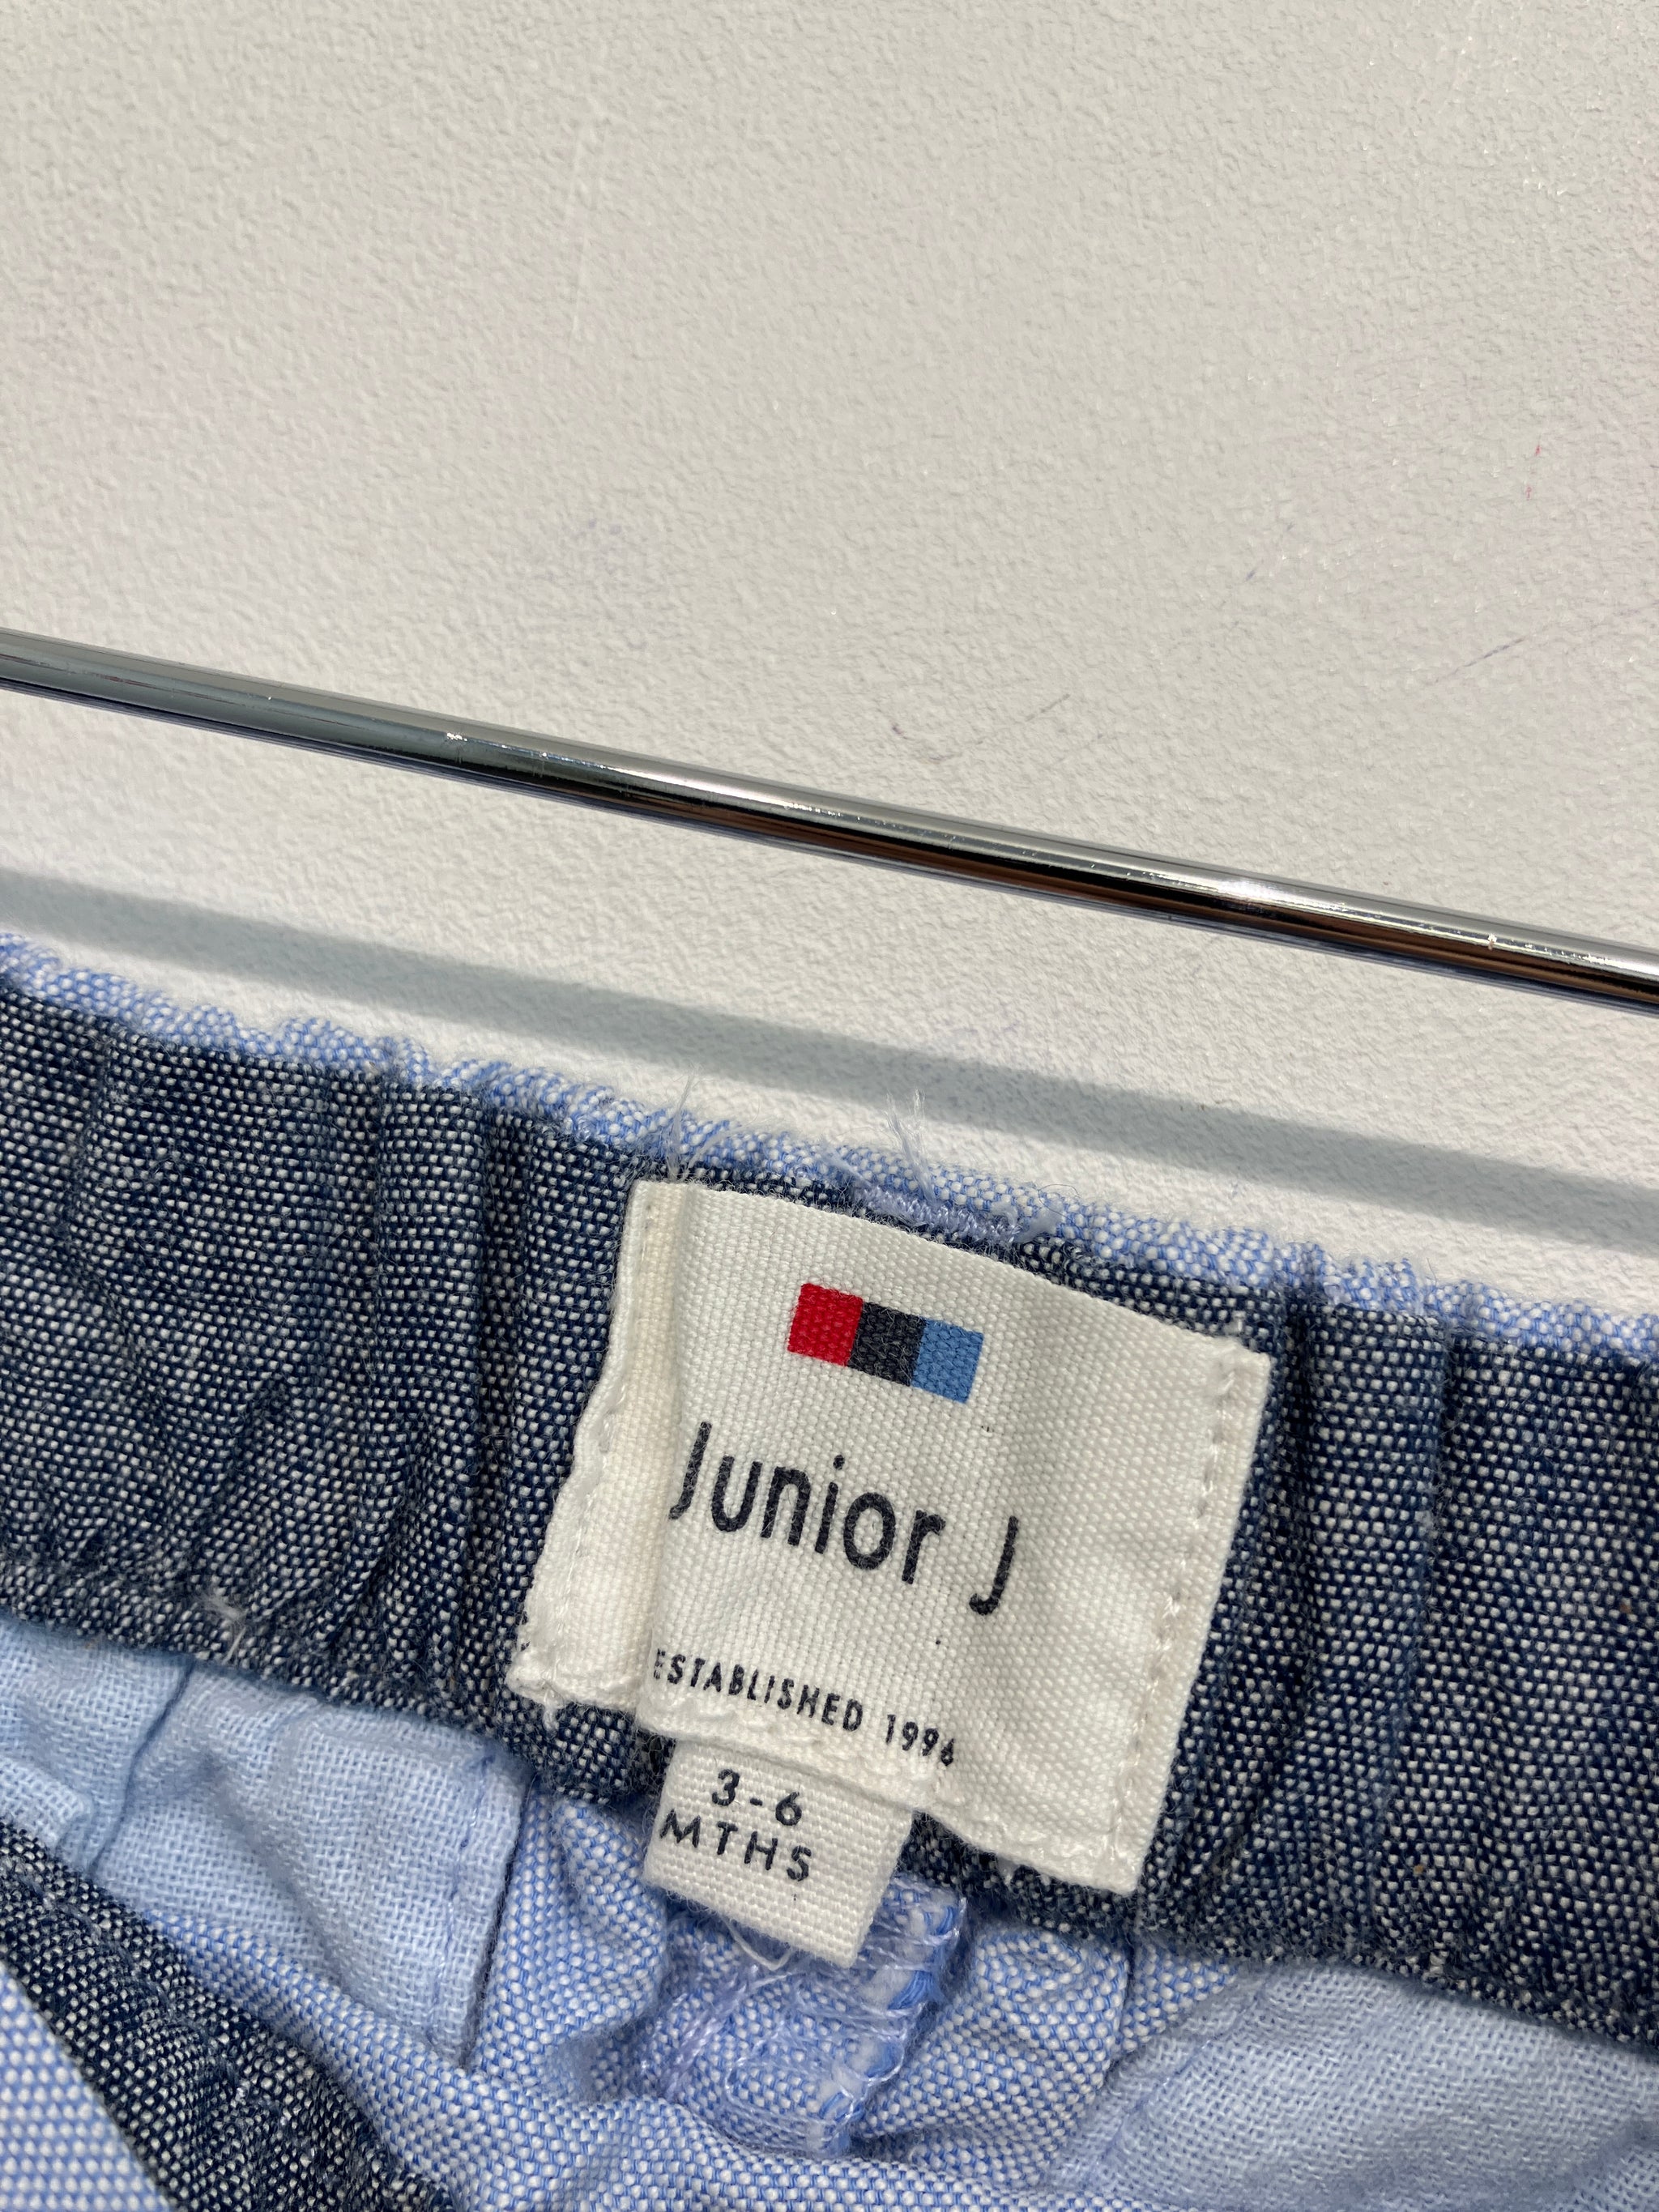 Junior J
ESTABLISHED 1996
3-6
MTHS